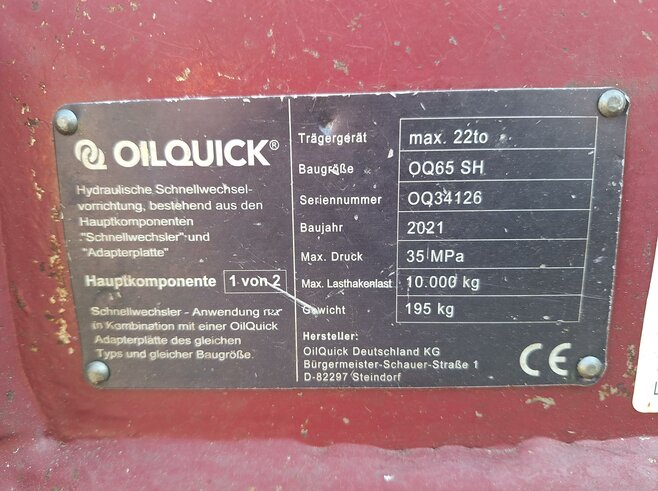 OILQUICK®
Hydraulische Schnellwechsel-
vorrichtung, bestehend aus den
Hauptkomponenten
"Schnellwechsler" und
"Adapterplatte"
Hauptkomponente 1 von 2
Schnellwechsler - Anwendung nur
in Kombination mit einer OilQuick
Adapterplatte des gleichen
Typs und gleicher Baugröße.
Trägergerät max. 22to
Baugröße OQ65 SH
Seriennummer OQ34126
Baujahr 2021
Max. Druck 35 MPa
Max. Lasthakenlast 10.000 kg
Gewicht 195 kg
Hersteller:
OilQuick Deutschland KG
Bürgermeister-Schauer-Straße 1
D-82297 Steindorf
CE